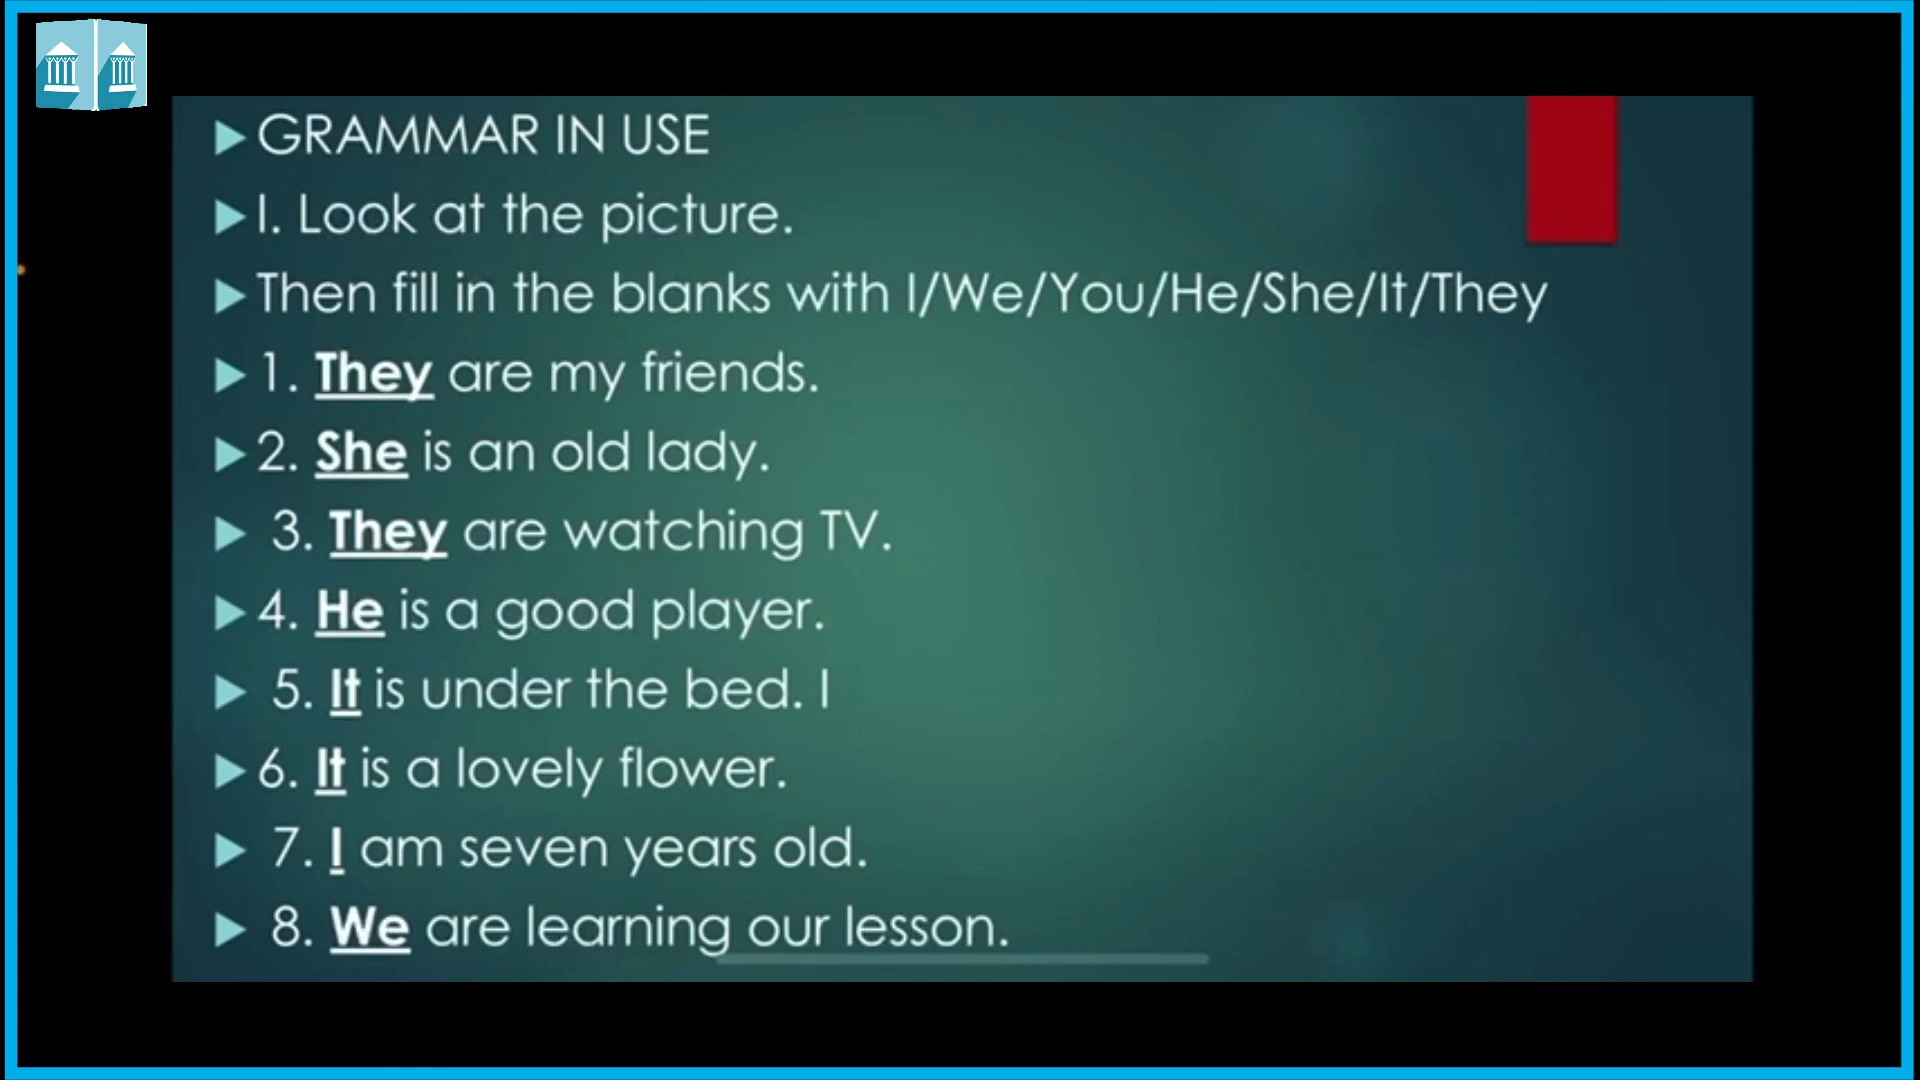 GRAMMAR IN USE
I. Look at the picture.
Then fill in the blanks with I/We/You/He/She/It/They
1. They are my friends.
2. She is an old lady.
3. They are watching TV.
4. He is a good player.
5. It is under the bed. I
6. It is a lovely flower.
7. I am seven years old.
8. We are learning our lesson.